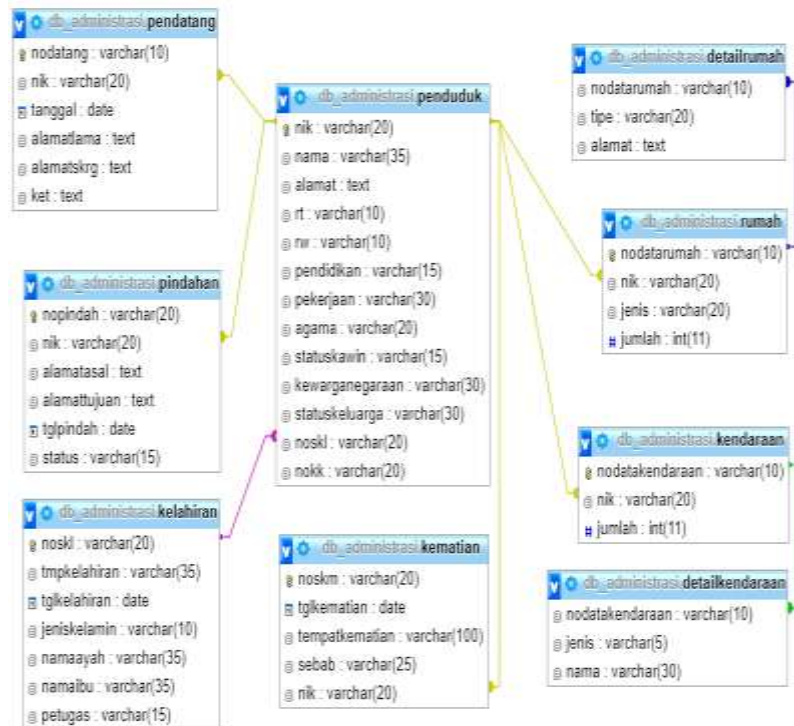 db_administrasi.pendatang
nodatang : varchar(10)
nik : varchar(20)
tanggal : date
alamatlama : text
alamatskrg : text
ket : text
db_administrasi.pindahan
nopindah : varchar(20)
nik : varchar(20)
alamatasal : text
alamattujuan : text
tglpindah : date
status : varchar(15)
db_administrasi.kelahiran
noskl : varchar(20)
tmpkelahiran : varchar(35)
tglkelahiran : date
jeniskelamin : varchar(10)
namaayah : varchar(35)
namaibu : varchar(35)
petugas : varchar(15)
db_administrasi.penduduk
nik : varchar(20)
nama : varchar(35)
alamat : text
rt : varchar(10)
rw : varchar(10)
pendidikan : varchar(15)
pekerjaan : varchar(30)
agama : varchar(20)
statuskawin : varchar(15)
kewarganegaraan : varchar(30)
statuskeluarga : varchar(30)
noskl : varchar(20)
nokk : varchar(20)
db_administrasi.kematian
noskm : varchar(20)
tglkematian : date
tempatkematian : varchar(100)
sebab : varchar(25)
nik : varchar(20)
db_administrasi.detailrumah
nodatarumah : varchar(10)
tipe : varchar(20)
alamat : text
db_administrasi.rumah
nodatarumah : varchar(10)
nik : varchar(20)
jenis : varchar(20)
# jumlah : int(11)
db_administrasi.kendaraan
nodatakendaraan : varchar(10)
nik : varchar(20)
# jumlah : int(11)
db_administrasi.detailkendaraan
nodatakendaraan : varchar(10)
jenis : varchar(5)
nama : varchar(30)